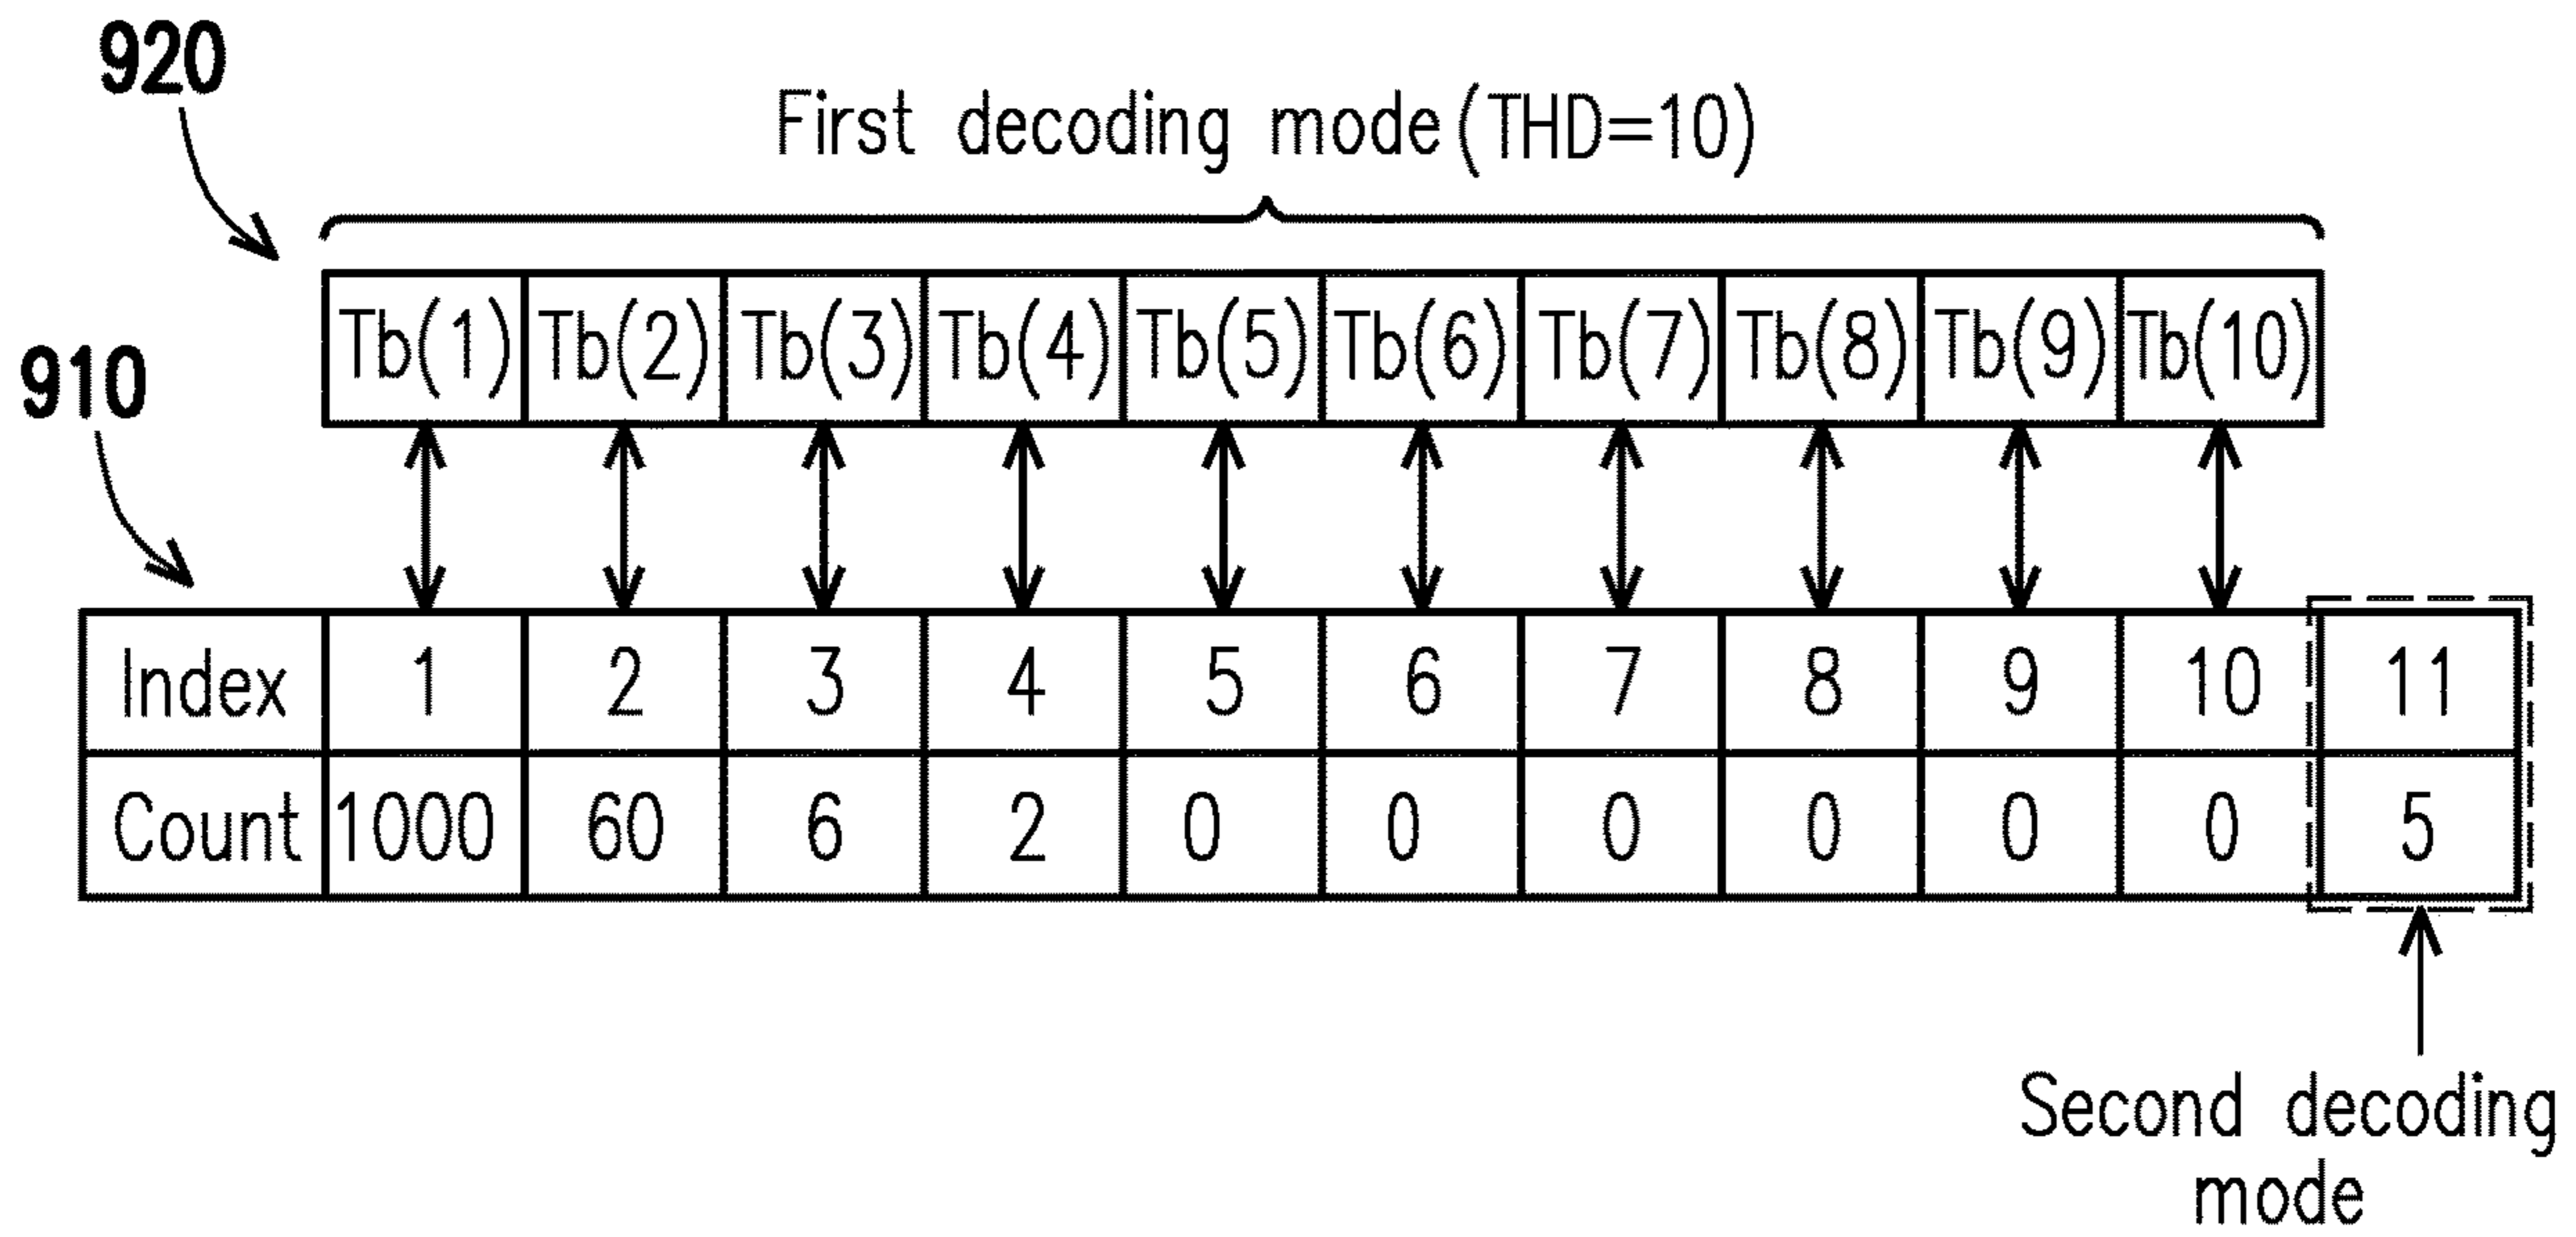 920
First decoding mode(THD=10)
Tb(1) Tb(2) Tb(3) Tb(4) Tb(5) Tb(6) Tb(7) Tb(8) Tb(9) Tb(10)
910
Index 1 2 3 4 5 6 7 8 9 10 11
Count 1000 60 6 2 0 0 0 0 0 0 5
Second decoding
mode